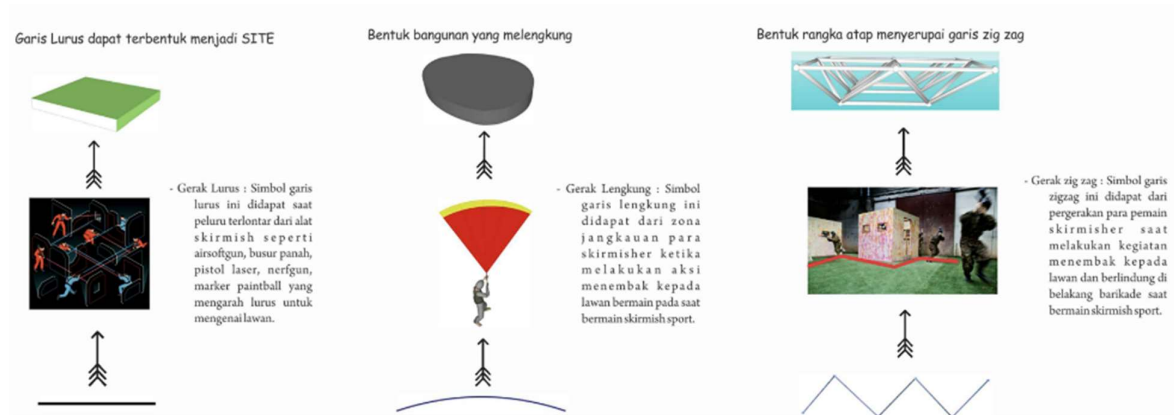 Garis Lurus dapat terbentuk menjadi SITE
- Gerak Lurus : Simbol garis
lurus ini didapat saat
peluru terlontar dari alat
skirmish seperti
airsoftgun, busur panah,
pistol laser, nerfgun,
marker paintball yang
mengarah lurus untuk
mengenai lawan.
Bentuk bangunan yang melengkung
- Gerak Lengkung : Simbol
garis lengkung ini
didapat dari zona
jangkauan para
skirmisher ketika
melakukan aksi
menembak kepada
lawan bermain pada saat
bermain skirmish sport.
Bentuk rangka atap menyerupai garis zig zag
- Gerak zig zag : Simbol garis
zigzag ini didapat dari
pergerakan para pemain
skirmisher saat
melakukan kegiatan
menembak kepada
lawan dan berlindung di
belakang barikade saat
bermain skirmish sport.